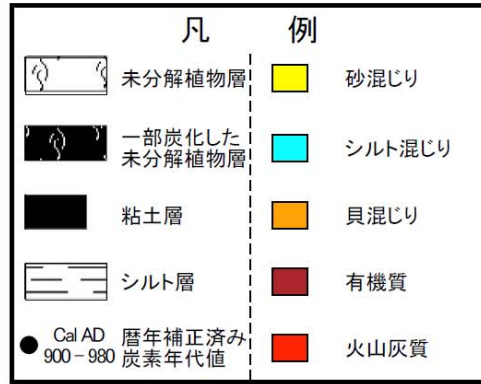 凡 例
未分解植物層
一部炭化した
未分解植物層
粘土層
シルト層
Cal AD
900－980
暦年補正済み
炭素年代値
砂混じり
シルト混じり
貝混じり
有機質
火山灰質